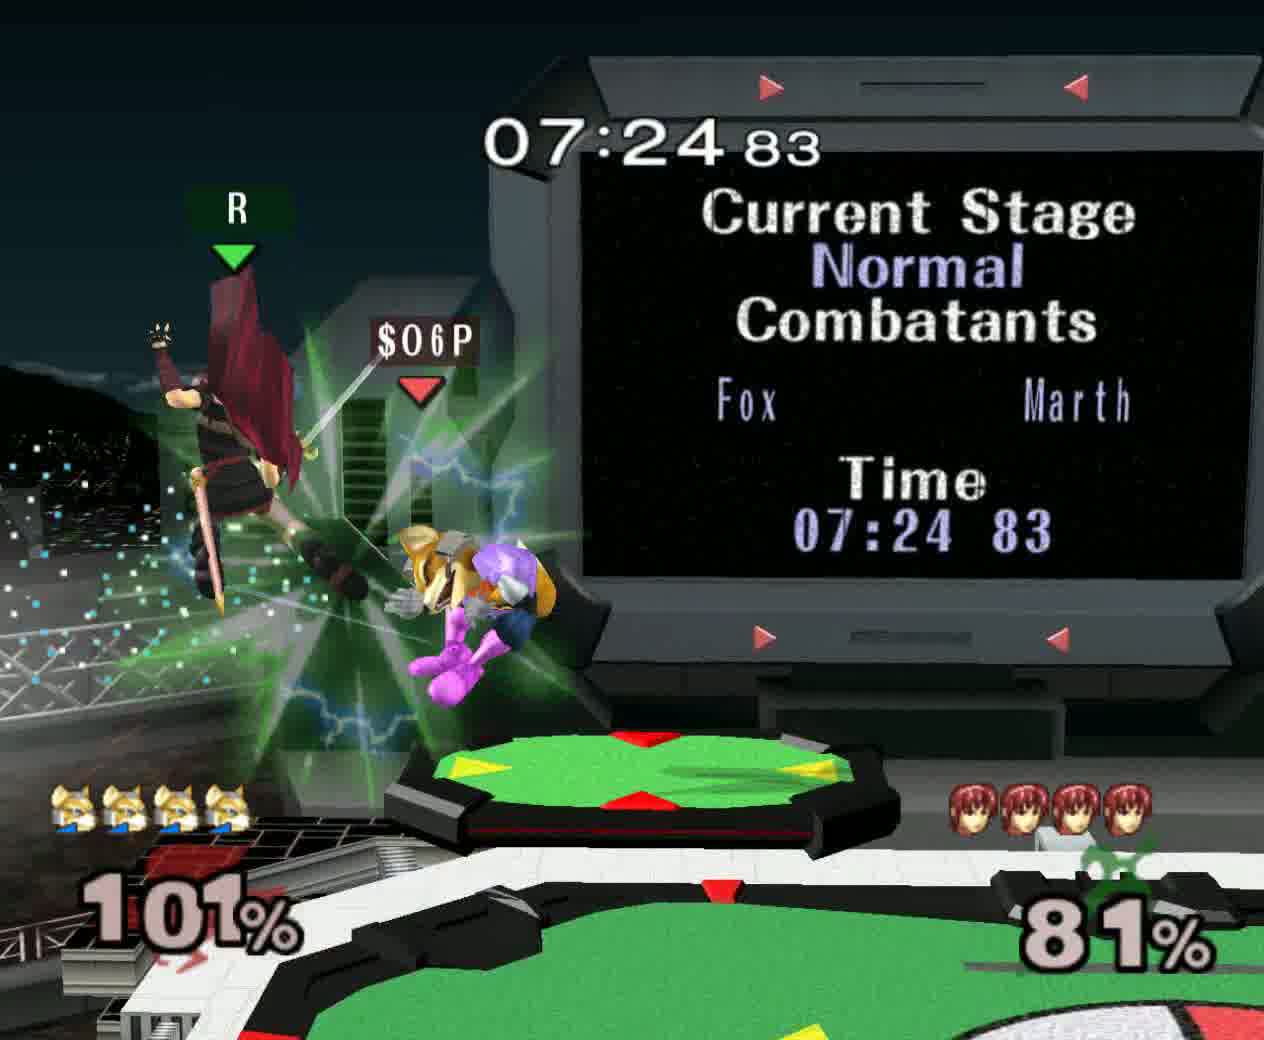 07:24 83
Current Stage
Normal
Combatants
Fox Marth
Time
07:24 83
R
$06P
101%
81%